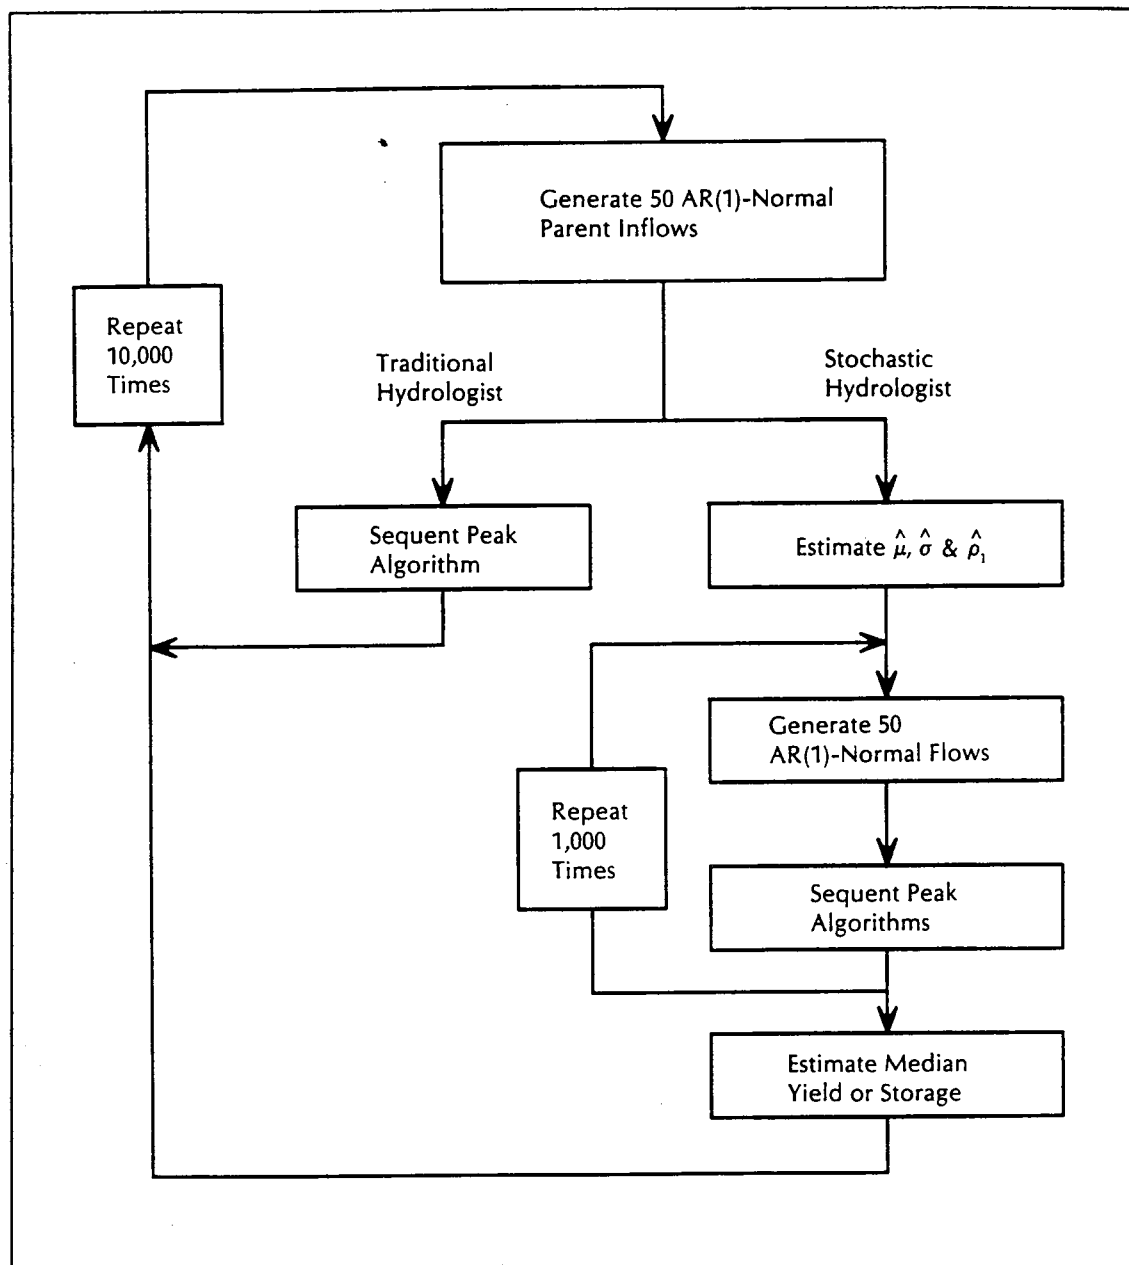 Generate 50 AR(1)-Normal
Parent Inflows
Repeat
10,000
Times
Traditional
Hydrologist
Stochastic
Hydrologist
Sequent Peak
Algorithm
Estimate μ̂, σ̂ & ρ̂₁
Generate 50
AR(1)-Normal Flows
Repeat
1,000
Times
Sequent Peak
Algorithms
Estimate Median
Yield or Storage